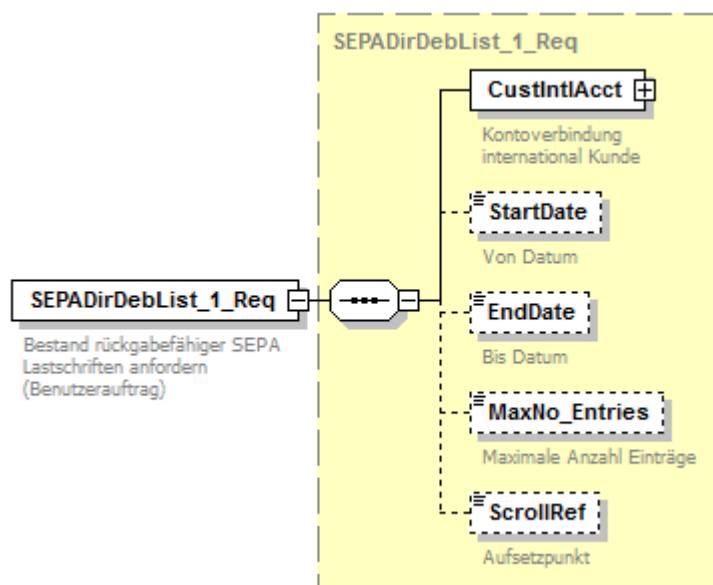 SEPADirDebList_1_Req
CustIntlAcct
Kontoverbindung
international Kunde
StartDate
Von Datum
SEPADirDebList_1_Req
Bestand rückgabefähiger SEPA
Lastschriften anfordern
(Benutzerauftrag)
EndDate
Bis Datum
MaxNo_Entries
Maximale Anzahl Einträge
ScrollRef
Aufsetzpunkt